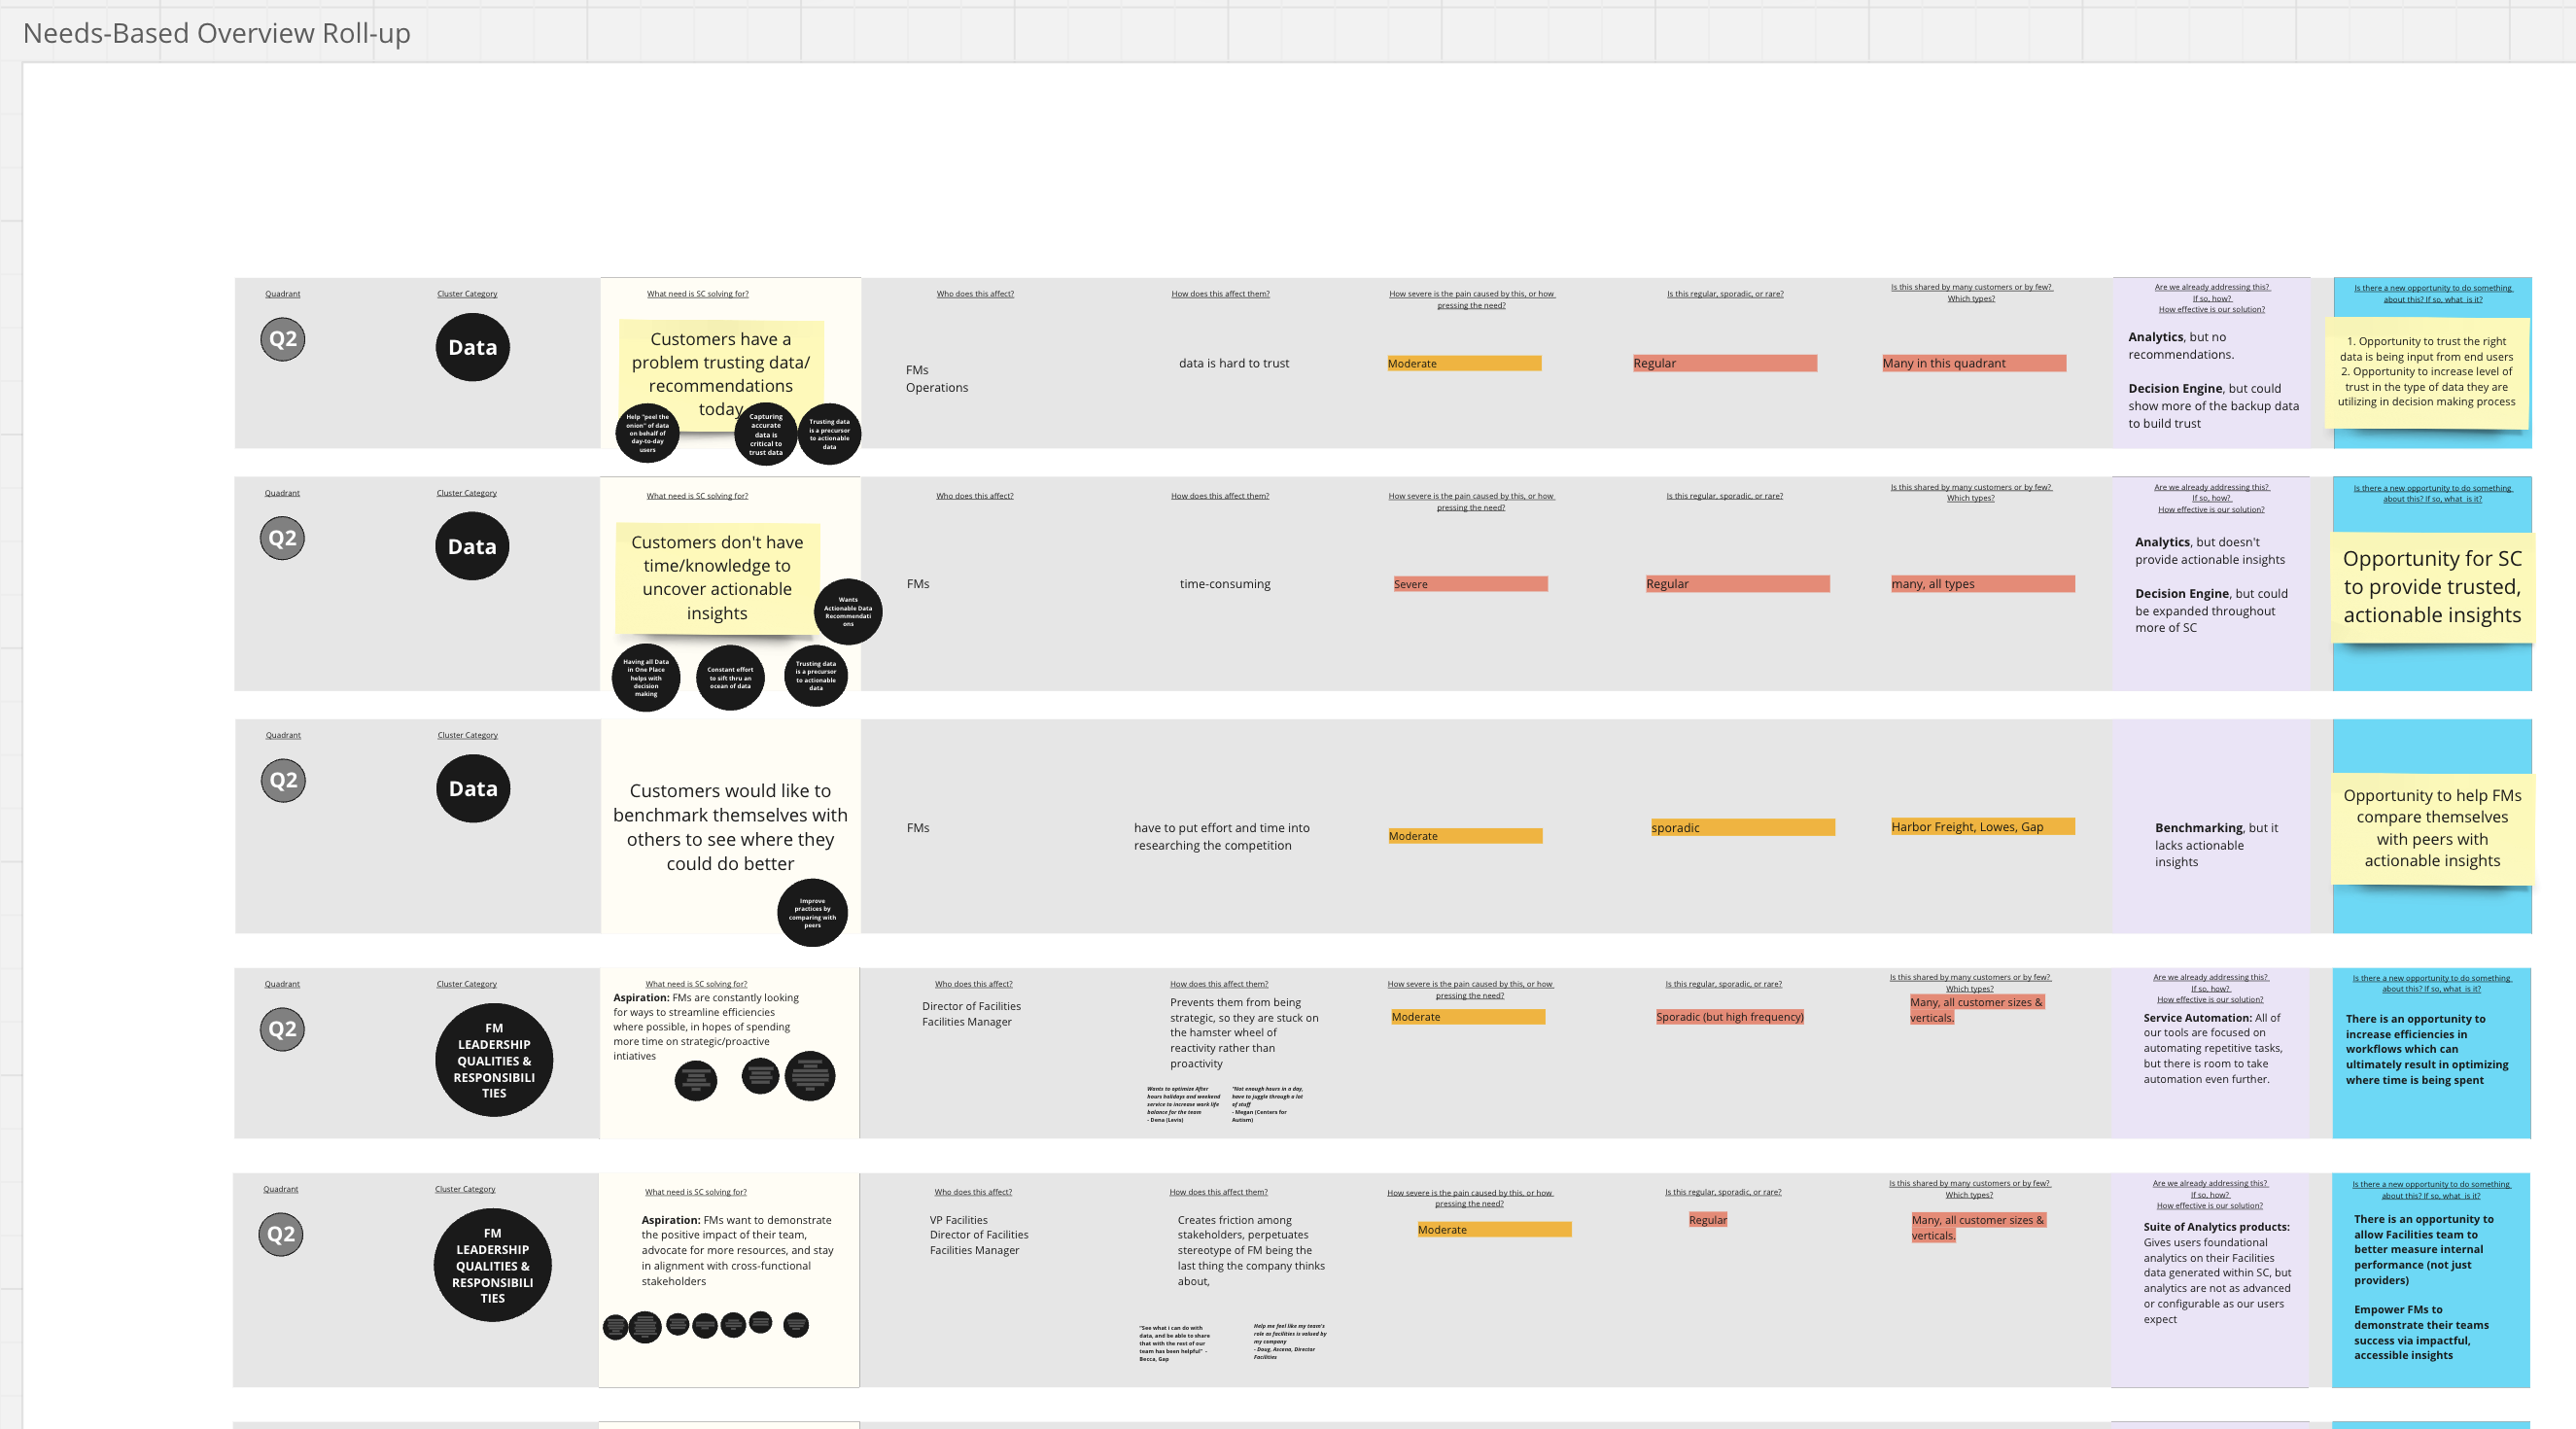 Needs-Based Overview Roll-up
Quadrant
Q2
Cluster Category
Data
What need is SC solving for?
Customers have a
problem trusting data/
recommendations
today
Help "peel the
onion" of data
on behalf of
day-to-day
users
Capturing
accurate
data is
critical to
trust data
Trusting data
is a precursor
to actionable
data
Who does this affect?
FMs
Operations
How does this affect them?
data is hard to trust
How severe is the pain caused by this, or how
pressing the need?
Moderate
Is this regular, sporadic, or rare?
Regular
Is this shared by many customers or by few?
Which types?
Many in this quadrant
Are we already addressing this?
If so, how?
How effective is our solution?
Analytics, but no
recommendations.
Decision Engine, but could
show more of the backup data
to build trust
Is there a new opportunity to do something
about this? If so, what is it?
1. Opportunity to trust the right
data is being input from end users
2. Opportunity to increase level of
trust in the type of data they are
utilizing in decision making process
Quadrant
Q2
Cluster Category
Data
What need is SC solving for?
Customers don't have
time/knowledge to
uncover actionable
insights
Wants
Actionable Data
Recommendati
ons
Having all Data
in One Place
helps with
decision
making
Constant effort
to sift thru an
ocean of data
Trusting data
is a precursor
to actionable
data
Who does this affect?
FMs
How does this affect them?
time-consuming
How severe is the pain caused by this, or how
pressing the need?
Severe
Is this regular, sporadic, or rare?
Regular
Is this shared by many customers or by few?
Which types?
many, all types
Are we already addressing this?
If so, how?
How effective is our solution?
Analytics, but doesn't
provide actionable insights
Decision Engine, but could
be expanded throughout
more of SC
Is there a new opportunity to do something
about this? If so, what is it?
Opportunity for SC
to provide trusted,
actionable insights
Quadrant
Q2
Cluster Category
Data
Customers would like to
benchmark themselves with
others to see where they
could do better
Improve
practices by
comparing with
peers
FMs
have to put effort and time into
researching the competition
Moderate
sporadic
Harbor Freight, Lowes, Gap
Benchmarking, but it
lacks actionable
insights
Opportunity to help FMs
compare themselves
with peers with
actionable insights
Quadrant
Q2
Cluster Category
FM
LEADERSHIP
QUALITIES &
RESPONSIBILI
TIES
What need is SC solving for?
Aspiration: FMs are constantly looking
for ways to streamline efficiencies
where possible, in hopes of spending
more time on strategic/proactive
intiatives
Who does this affect?
Director of Facilities
Facilities Manager
How does this affect them?
Prevents them from being
strategic, so they are stuck on
the hamster wheel of
reactivity rather than
proactivity
Wants to optimize After
hours holidays and weekend
service to increase work life
balance for the team
- Dena (Levis)
"Not enough hours in a day,
have to juggle through a lot
of stuff
- Megan (Centers for
Autism)
How severe is the pain caused by this, or how
pressing the need?
Moderate
Is this regular, sporadic, or rare?
Sporadic (but high frequency)
Is this shared by many customers or by few?
Which types?
Many, all customer sizes &
verticals.
Are we already addressing this?
If so, how?
How effective is our solution?
Service Automation: All of
our tools are focused on
automating repetitive tasks,
but there is room to take
automation even further.
Is there a new opportunity to do something
about this? If so, what is it?
There is an opportunity to
increase efficiencies in
workflows which can
ultimately result in optimizing
where time is being spent
Quadrant
Q2
Cluster Category
FM
LEADERSHIP
QUALITIES &
RESPONSIBILI
TIES
What need is SC solving for?
Aspiration: FMs want to demonstrate
the positive impact of their team,
advocate for more resources, and stay
in alignment with cross-functional
stakeholders
Who does this affect?
VP Facilities
Director of Facilities
Facilities Manager
How does this affect them?
Creates friction among
stakeholders, perpetuates
stereotype of FM being the
last thing the company thinks
about,
"See what i can do with
data, and be able to share
that with the rest of our
team has been helpful" -
Becca, Gap
Help me feel like my team's
role as facilities is valued by
my company
- Doug, Ascena, Director
Facilities
How severe is the pain caused by this, or how
pressing the need?
Moderate
Is this regular, sporadic, or rare?
Regular
Is this shared by many customers or by few?
Which types?
Many, all customer sizes &
verticals.
Are we already addressing this?
If so, how?
How effective is our solution?
Suite of Analytics products:
Gives users foundational
analytics on their Facilities
data generated within SC, but
analytics are not as advanced
or configurable as our users
expect
Is there a new opportunity to do something
about this? If so, what is it?
There is an opportunity to
allow Facilities team to
better measure internal
performance (not just
providers)
Empower FMs to
demonstrate their teams
success via impactful,
accessible insights